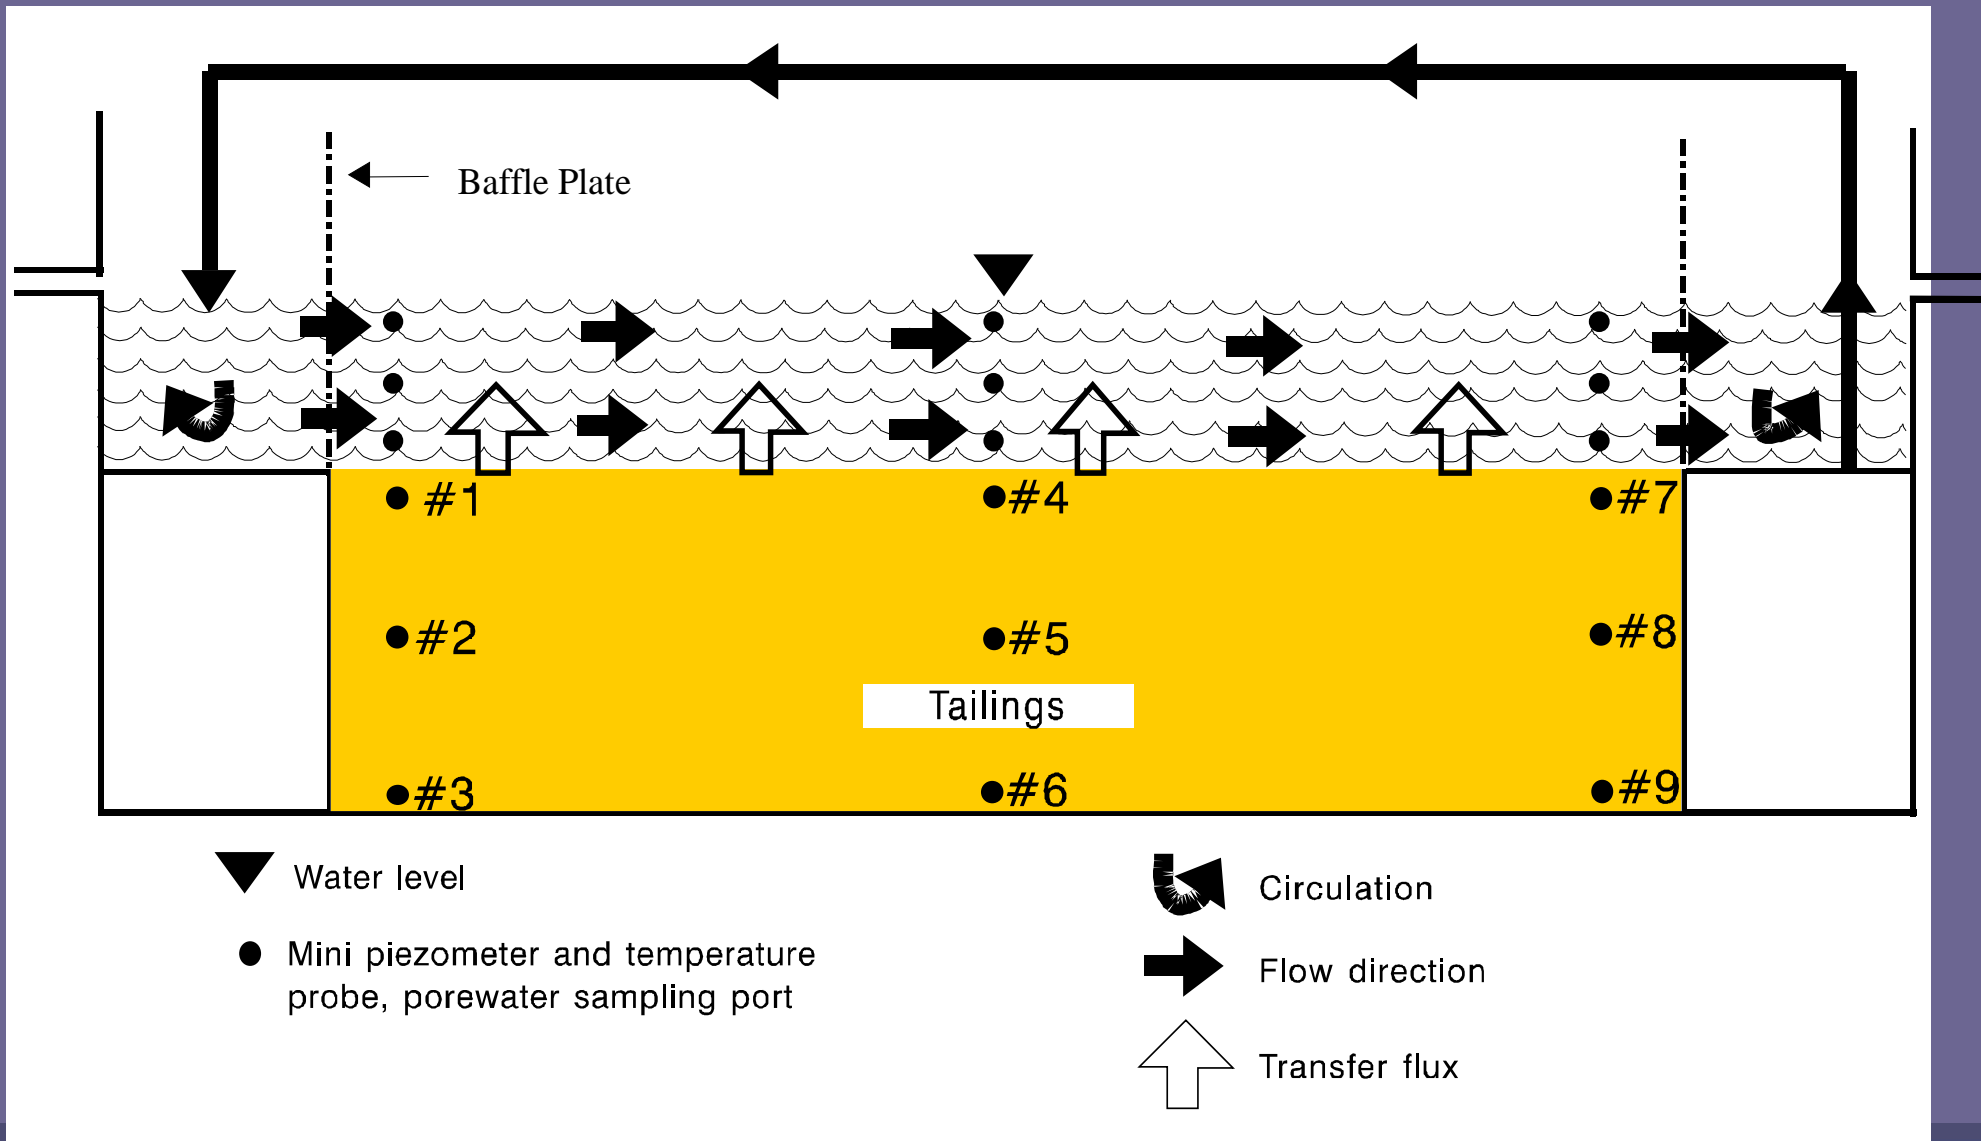 Baffle Plate
#1
#4
#7
#2
#5
#8
Tailings
#3
#6
#9
Water level
Mini piezometer and temperature
probe, porewater sampling port
Circulation
Flow direction
Transfer flux